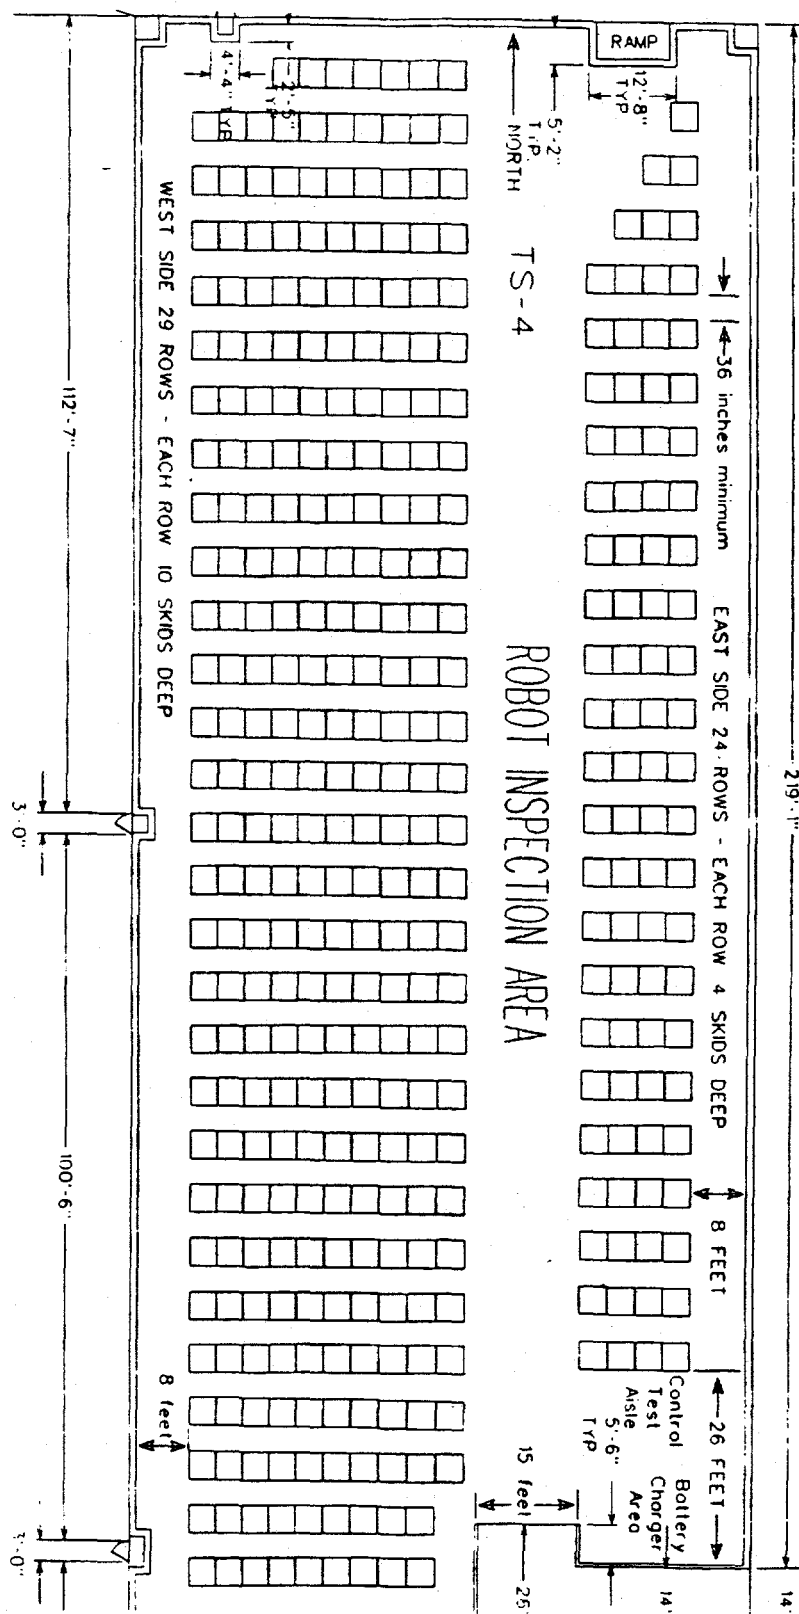 RAMP
4'-4" TYP
2'-5"
TYP
12'-8"
TYP
5'-2"
TYP.
NORTH
TS-4
36 inches minimum
WEST SIDE 29 ROWS - EACH ROW 10 SKIDS DEEP
EAST SIDE 24 ROWS - EACH ROW 4 SKIDS DEEP
ROBOT INSPECTION AREA
112'-7"
219'-1"
3'-0"
100'-6"
8 FEET
8 feet
26 FEET
Control
Test
Aisle
5'-6"
TYP
Battery
Charger
Area
15 feet
3'-0"
14'
14'